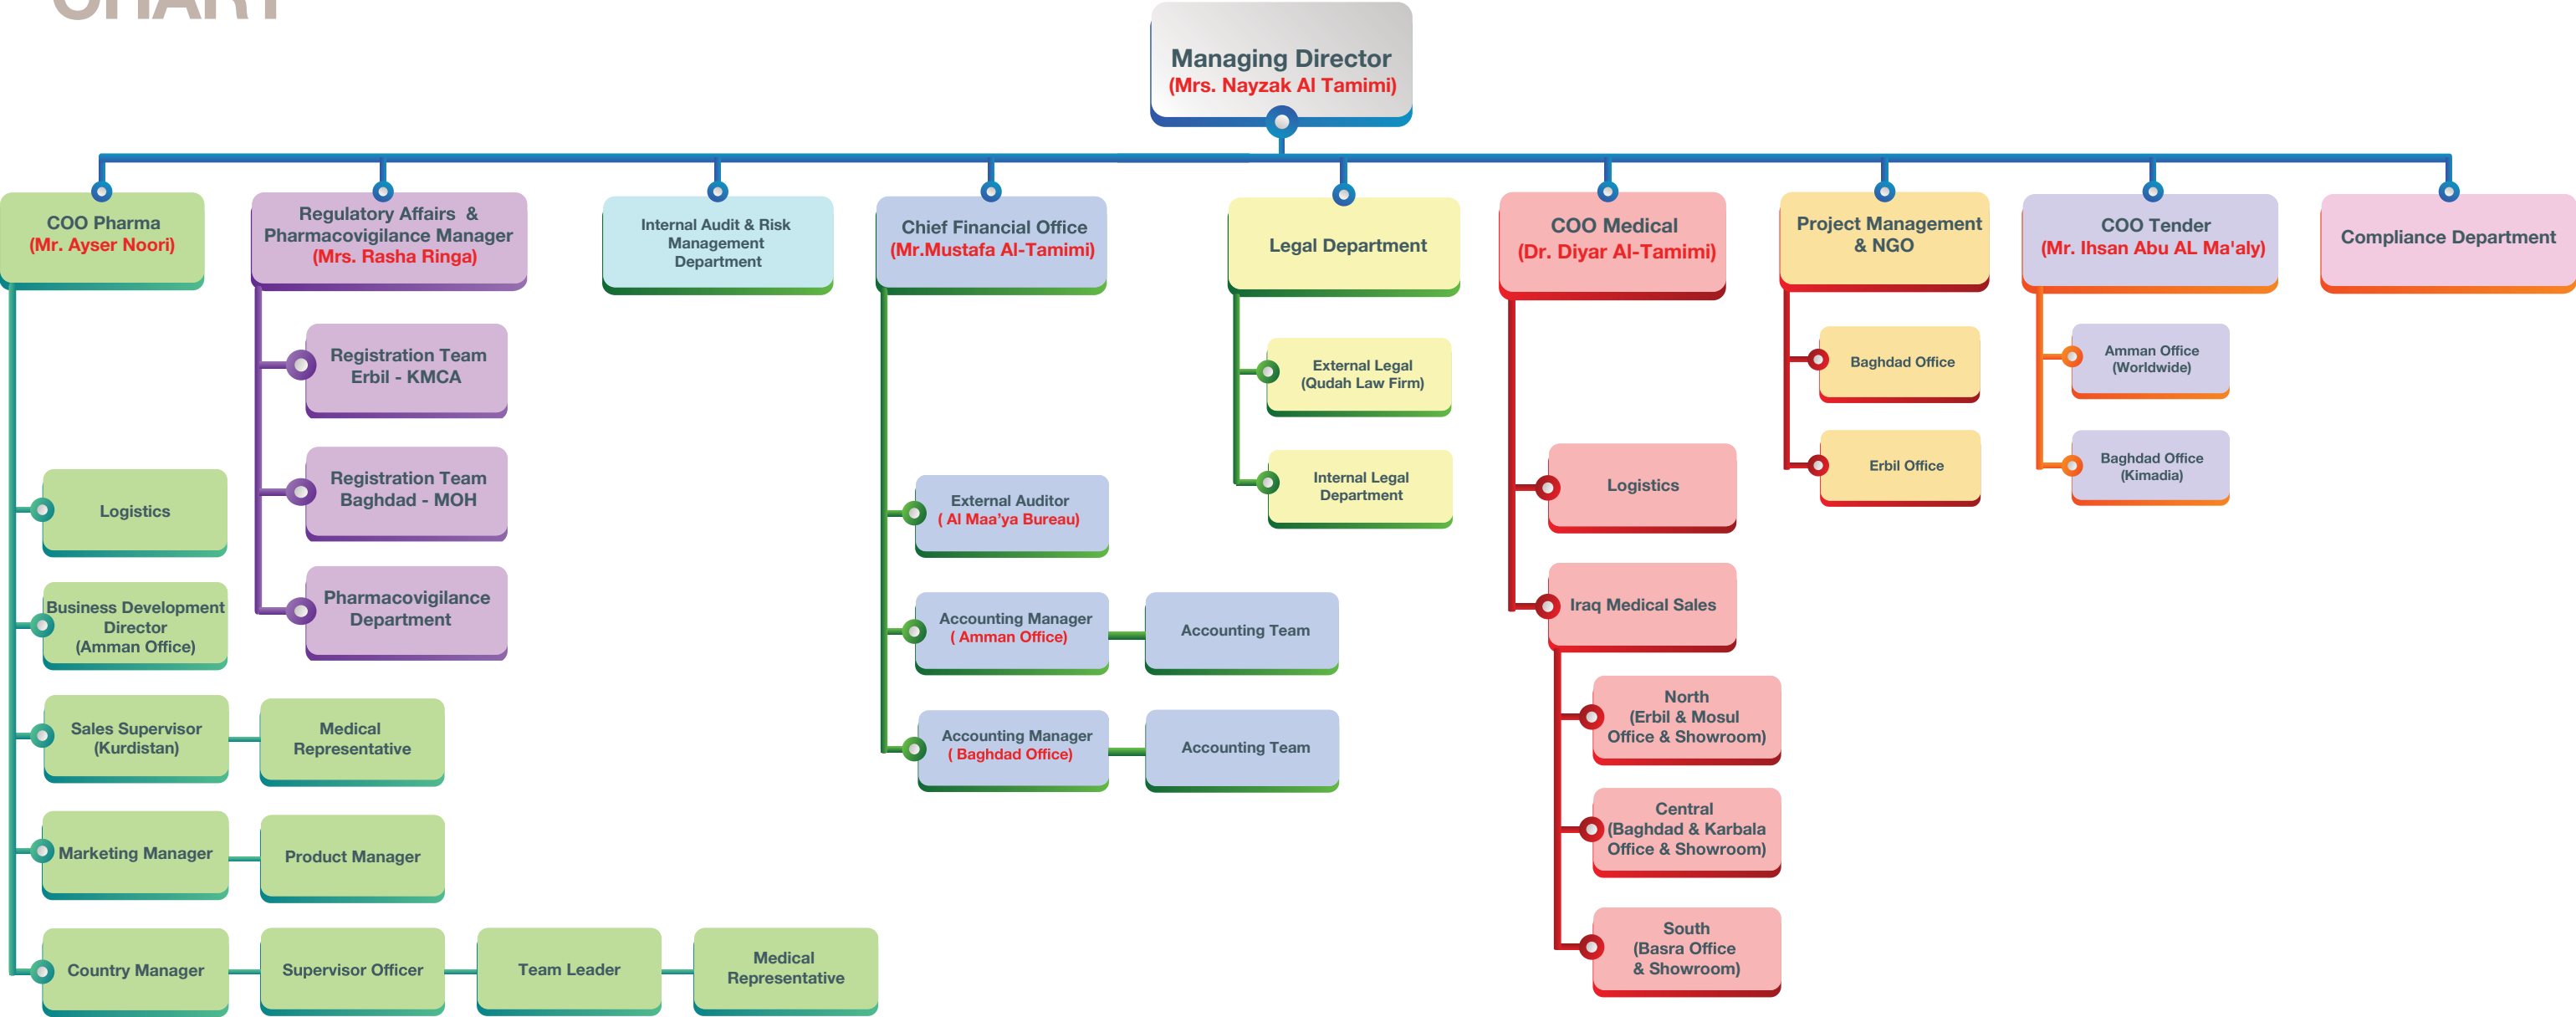 CHART
Managing Director
(Mrs. Nayzak Al Tamimi)
COO Pharma
(Mr. Ayser Noori)
Logistics
Business Development
Director
(Amman Office)
Sales Supervisor
(Kurdistan)
Medical
Representative
Marketing Manager
Product Manager
Country Manager
Supervisor Officer
Team Leader
Medical
Representative
Regulatory Affairs &
Pharmacovigilance Manager
(Mrs. Rasha Ringa)
Registration Team
Erbil - KMCA
Registration Team
Baghdad - MOH
Pharmacovigilance
Department
Internal Audit & Risk
Management
Department
Chief Financial Office
(Mr.Mustafa Al-Tamimi)
External Auditor
( Al Maa'ya Bureau)
Accounting Manager
( Amman Office)
Accounting Team
Accounting Manager
( Baghdad Office)
Accounting Team
Legal Department
External Legal
(Qudah Law Firm)
Internal Legal
Department
COO Medical
(Dr. Diyar Al-Tamimi)
Logistics
Iraq Medical Sales
North
(Erbil & Mosul
Office & Showroom)
Central
(Baghdad & Karbala
Office & Showroom)
South
(Basra Office
& Showroom)
Project Management
& NGO
Baghdad Office
Erbil Office
COO Tender
(Mr. Ihsan Abu AL Ma'aly)
Amman Office
(Worldwide)
Baghdad Office
(Kimadia)
Compliance Department